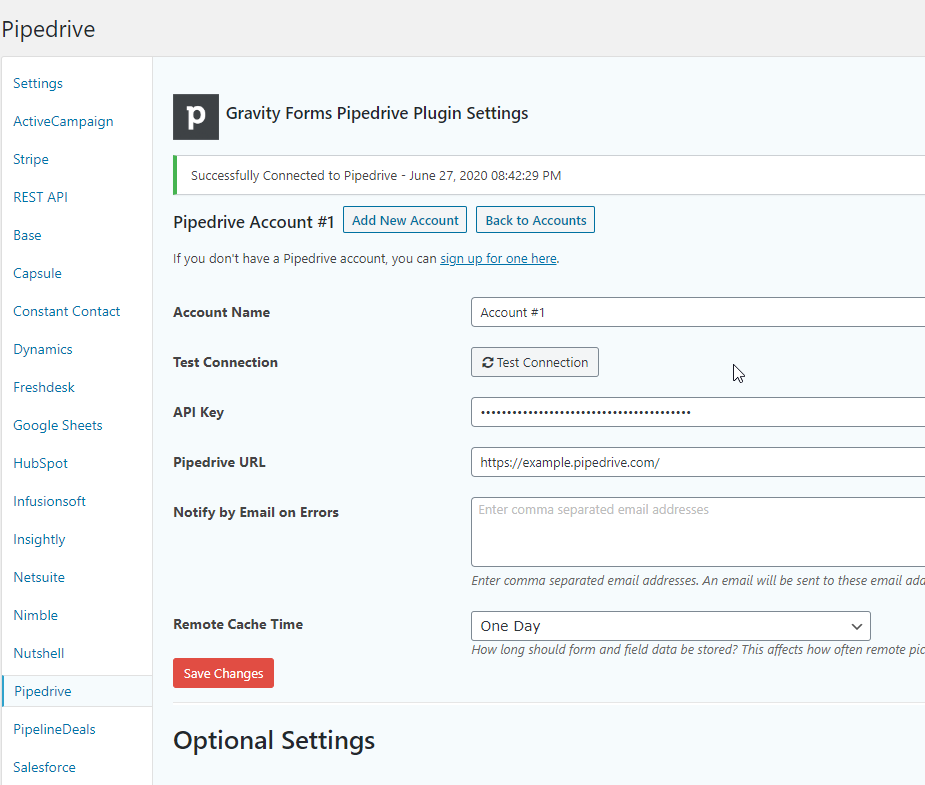 Pipedrive
Settings
ActiveCampaign
Stripe
REST API
Base
Capsule
Constant Contact
Dynamics
Freshdesk
Google Sheets
HubSpot
Infusionsoft
Insightly
Netsuite
Nimble
Nutshell
Pipedrive
PipelineDeals
Salesforce
p Gravity Forms Pipedrive Plugin Settings
Successfully Connected to Pipedrive - June 27, 2020 08:42:29 PM
Pipedrive Account #1 Add New Account Back to Accounts
If you don't have a Pipedrive account, you can sign up for one here.
Account Name Account #1
Test Connection Test Connection
API Key ••••••••••••••••••••••••••••••••••••••••
Pipedrive URL https://example.pipedrive.com/
Notify by Email on Errors Enter comma separated email addresses
Enter comma separated email addresses. An email will be sent to these email add
Remote Cache Time One Day
How long should form and field data be stored? This affects how often remote pic
Save Changes
Optional Settings